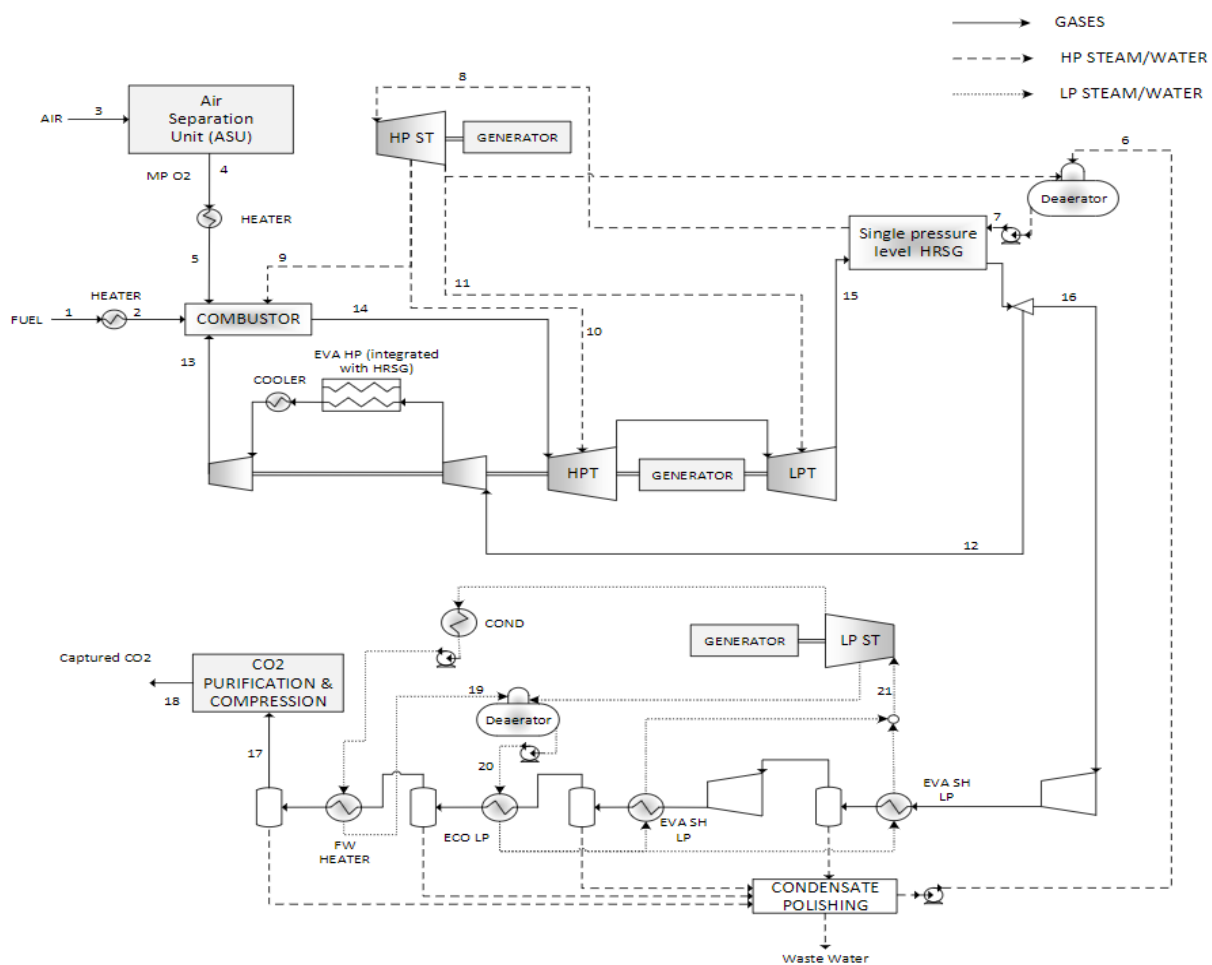 GASES
8
HP STEAM/WATER
LP STEAM/WATER
Air
Separation
Unit (ASU)
AIR
3
HP ST
GENERATOR
6
4
MP O2
Deaerator
HEATER
7
Single pressure
level HRSG
5
9
11
15
16
HEATER
FUEL
1
2
COMBUSTOR
14
10
13
EVA HP (integrated
with HRSG)
COOLER
HPT
GENERATOR
LPT
12
COND
GENERATOR
LP ST
Captured CO2
CO2
PURIFICATION &
COMPRESSION
18
19
21
Deaerator
17
20
EVA SH
LP
ECO LP
EVA SH
LP
FW
HEATER
CONDENSATE
POLISHING
Waste Water